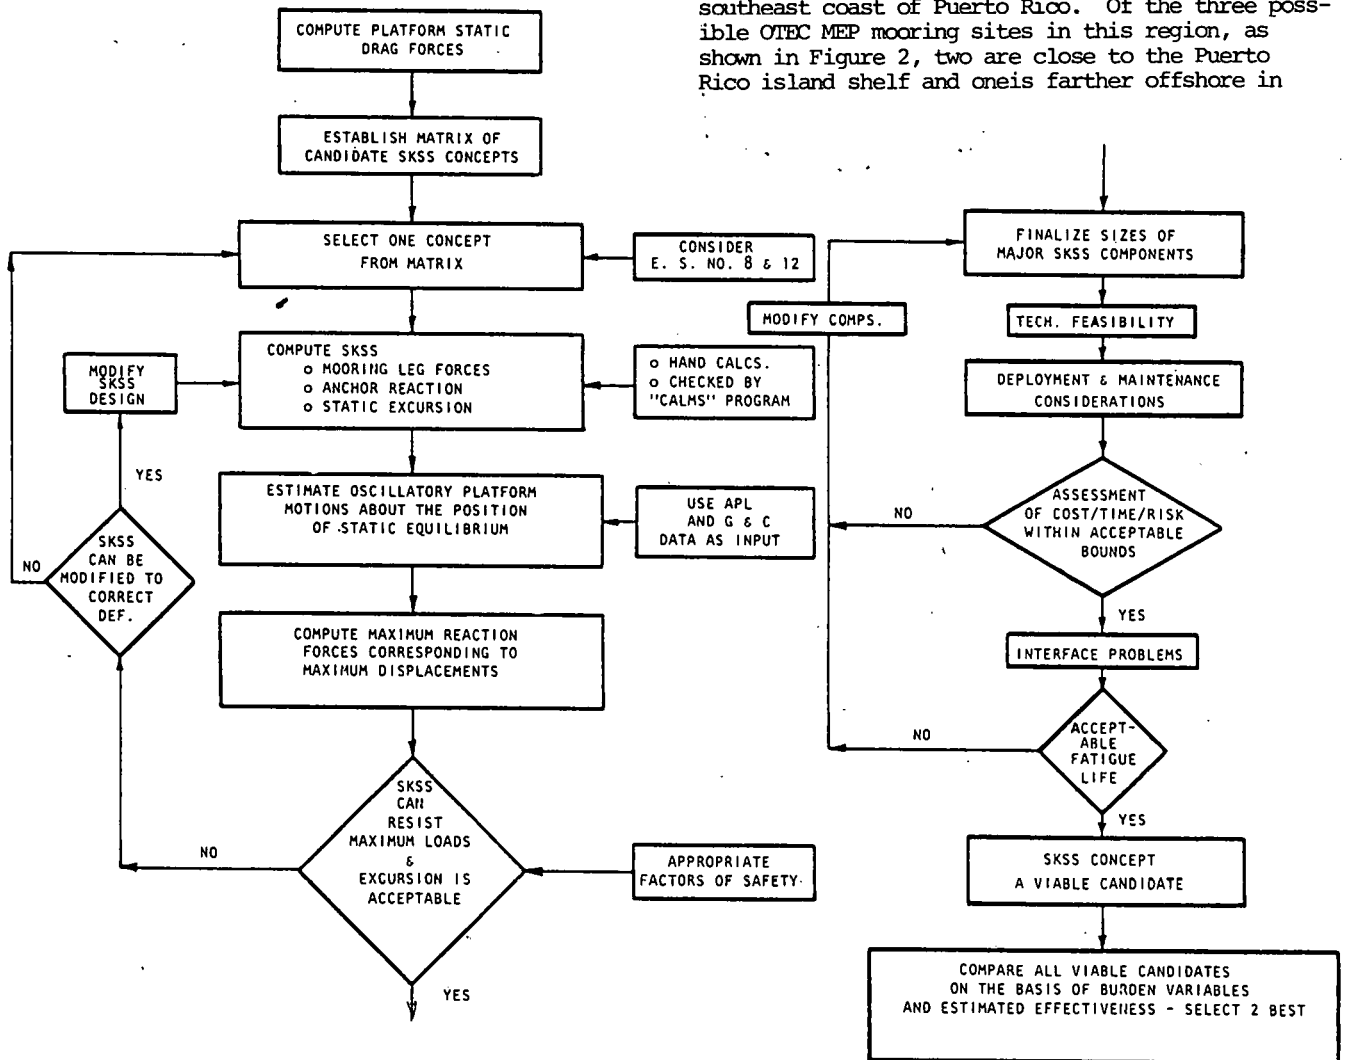 southeast coast of Puerto Rico. Of the three poss-
ible OTEC MEP mooring sites in this region, as
shown in Figure 2, two are close to the Puerto
Rico island shelf and oneis farther offshore in
COMPUTE PLATFORM STATIC
DRAG FORCES
ESTABLISH MATRIX OF
CANDIDATE SKSS CONCEPTS
SELECT ONE CONCEPT
FROM MATRIX
CONSIDER
E. S. NO. 8 & 12
COMPUTE SKSS
o MOORING LEG FORCES
o ANCHOR REACTION
o STATIC EXCURSION
o HAND CALCS.
o CHECKED BY
"CALMS" PROGRAM
MODIFY
SKSS
DESIGN
YES
ESTIMATE OSCILLATORY PLATFORM
MOTIONS ABOUT THE POSITION
OF STATIC EQUILIBRIUM
USE APL
AND G & C
DATA AS INPUT
SKSS
CAN BE
MODIFIED TO
CORRECT
DEF.
NO
COMPUTE MAXIMUM REACTION
FORCES CORRESPONDING TO
MAXIMUM DISPLACEMENTS
SKSS
CAN
RESIST
MAXIMUM LOADS
&
EXCURSION IS
ACCEPTABLE
NO
APPROPRIATE
FACTORS OF SAFETY
YES
FINALIZE SIZES OF
MAJOR SKSS COMPONENTS
MODIFY COMPS.
TECH. FEASIBILITY
DEPLOYMENT & MAINTENANCE
CONSIDERATIONS
ASSESSMENT
OF COST/TIME/RISK
WITHIN ACCEPTABLE
BOUNDS
NO
YES
INTERFACE PROBLEMS
ACCEPT-
ABLE
FATIGUE
LIFE
NO
YES
SKSS CONCEPT
A VIABLE CANDIDATE
COMPARE ALL VIABLE CANDIDATES
ON THE BASIS OF BURDEN VARIABLES
AND ESTIMATED EFFECTIVENESS - SELECT 2 BEST